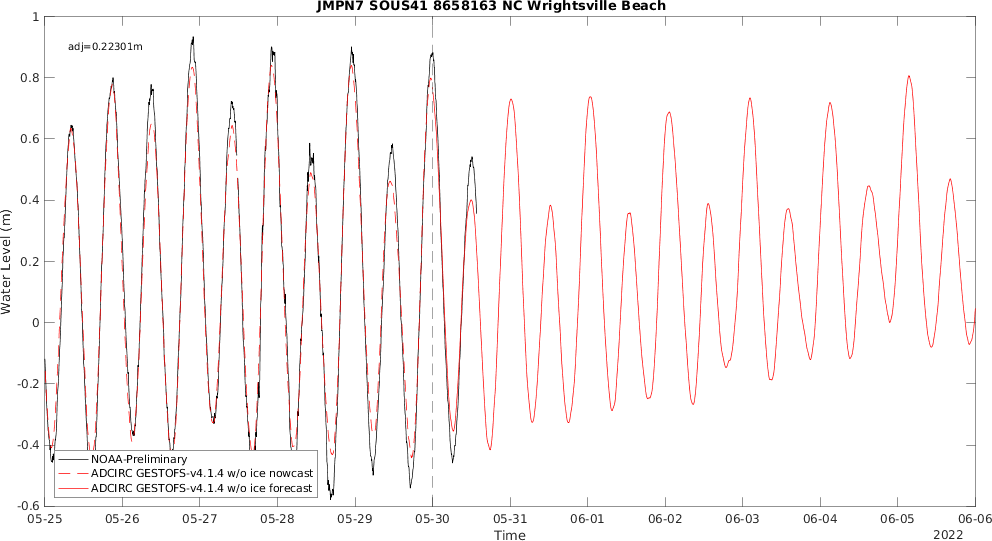 JMPN7 SOUS41 8658163 NC Wrightsville Beach
adj=0.22301m
1
0.8
0.6
0.4
0.2
0
-0.2
-0.4
-0.6
Water Level (m)
NOAA-Preliminary
ADCIRC GESTOFS-v4.1.4 w/o ice nowcast
ADCIRC GESTOFS-v4.1.4 w/o ice forecast
05-25 05-26 05-27 05-28 05-29 05-30 05-31 06-01 06-02 06-03 06-04 06-05 06-06
Time
2022